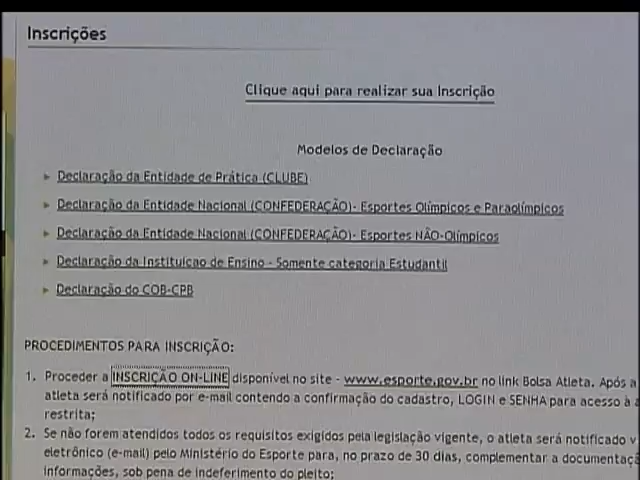 Inscrições
Clique aqui para realizar sua Inscrição
Modelos de Declaração
Declaração da Entidade de Prática (CLUBE)
Declaração da Entidade Nacional (CONFEDERAÇÃO)- Esportes Olímpicos e Paraolímpicos
Declaração da Entidade Nacional (CONFEDERAÇÃO)- Esportes NÃO-Olímpicos
Declaração da Instituicao de Ensino - Somente categoria Estudantil
Declaração do COB-CPB
PROCEDIMENTOS PARA INSCRIÇÃO:
1. Proceder a INSCRIÇÃO ON-LINE disponível no site - www.esporte.gov.br no link Bolsa Atleta. Após a
atleta será notificado por e-mail contendo a confirmação do cadastro, LOGIN e SENHA para acesso à
restrita;
2. Se não forem atendidos todos os requisitos exigidos pela legislação vigente, o atleta será notificado
eletrônico (e-mail) pelo Ministério do Esporte para, no prazo de 30 dias, complementar a
informações, sob pena de indeferimento do pleito;